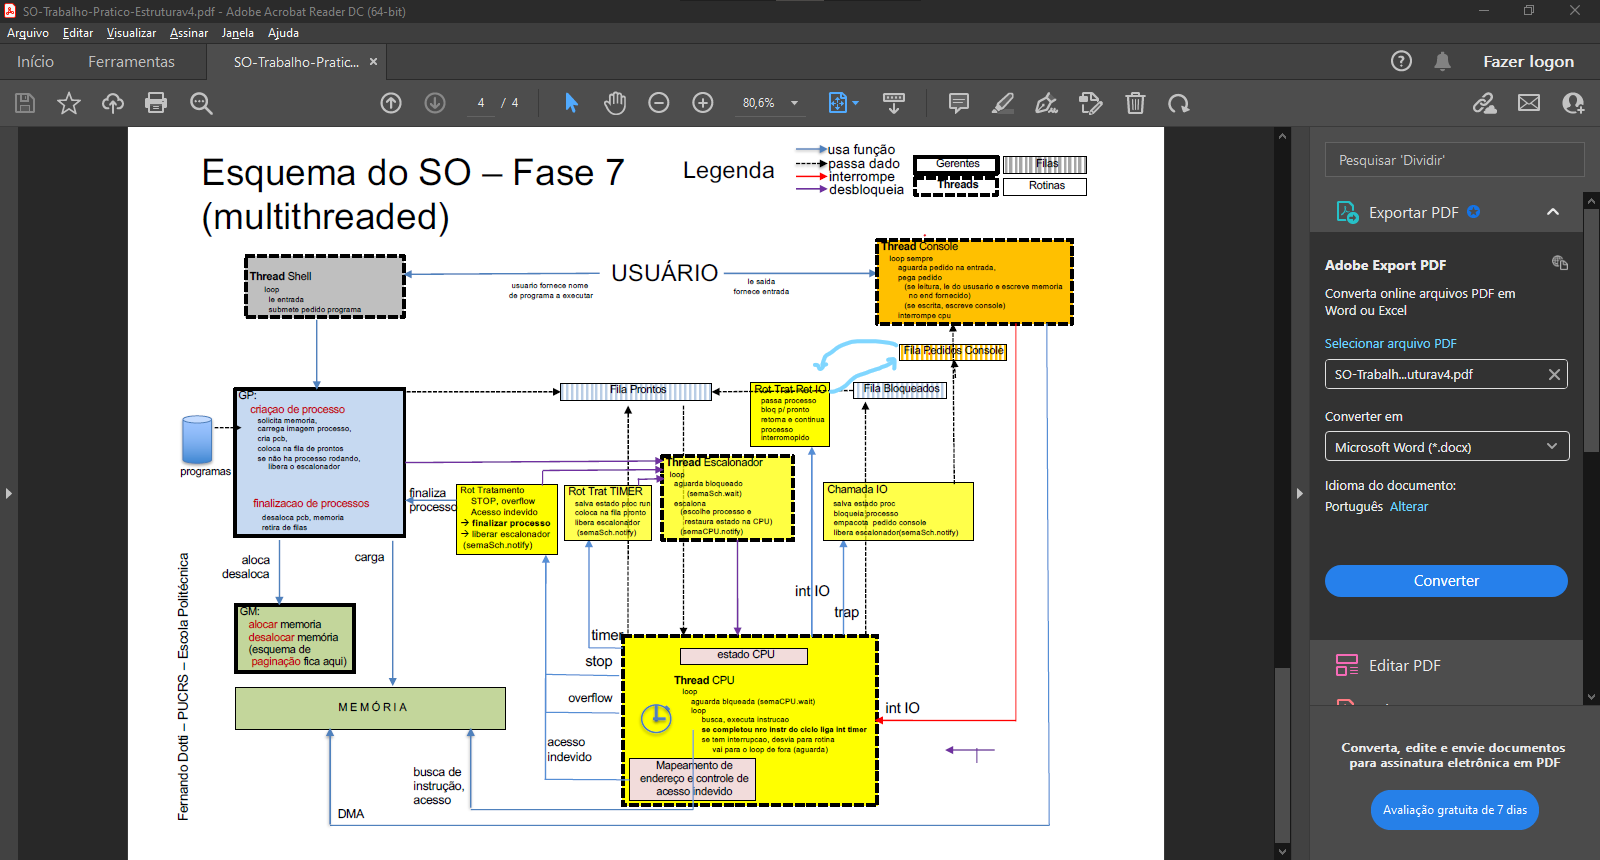 SO-Trabalho-Pratico-Estruturav4.pdf - Adobe Acrobat Reader DC (64-bit)
Arquivo Editar Visualizar Assinar Janela Ajuda
Início Ferramentas SO-Trabalho-Pratic... × Fazer logon
4 / 4 80,6%
Esquema do SO – Fase 7
(multithreaded)
Legenda
usa função
passa dado
interrompe
desbloqueia
Gerentes
Filas
Threads
Rotinas
Thread Shell
loop
le entrada
submete pedido programa
USUÁRIO
usuario fornece nome
de programa a executar
le saida
fornece entrada
Thread Console
loop sempre
aguarda pedido na entrada,
pega pedido
(se leitura, le do ususario e escreve memoria
no end fornecido)
(se escrita, escreve console)
interrompe cpu
Fila Pedidos Console
Fila Prontos
Rot Trat Ret IO
passa processo
bloq p/ pronto
retorna e continua
processo
interromopido
Fila Bloqueados
GP:
criaçao de processo
solicita memoria,
carrega imagem processo,
cria pcb,
coloca na fila de prontos
se não ha processo rodando,
libera o escalonador
finalizacao de processos
desaloca pcb, memoria
retira de filas
programas
finaliza
processo
Rot Tratamento
STOP, overflow
Acesso indevido
→ finalizar processo
→ liberar escalonador
(semaSch.notify)
Rot Trat TIMER
salva estado proc run
coloca na fila pronto
libera escalonador
(semaSch.notify)
Thread Escalonador
loop
aguarda bloqueado
(semaSch.wait)
escalona
(escolhe processo e
restaura estado na CPU)
(semaCPU.notify)
Chamada IO
salva estado proc
bloqueia processo
empacota pedido console
libera escalonador(semaSch.notify)
aloca
desaloca
carga
GM:
alocar memoria
desalocar memória
(esquema de
paginação fica aqui)
MEMÓRIA
int IO
trap
timer
stop
overflow
acesso
indevido
busca de
instrução,
acesso
DMA
estado CPU
Thread CPU
loop
aguarda blqueada (semaCPU.wait)
loop
busca, executa instrucao
se completou nro instr do ciclo liga int timer
se tem interrupcao, desvia para rotina
vai para o loop de fora (aguarda)
Mapeamento de
endereço e controle de
acesso indevido
int IO
Fernando Dotti – PUCRS – Escola Politécnica
Pesquisar 'Dividir'
Exportar PDF
Adobe Export PDF
Converta online arquivos PDF em
Word ou Excel
Selecionar arquivo PDF
SO-Trabalh...uturav4.pdf
Converter em
Microsoft Word (*.docx)
Idioma do documento:
Português Alterar
Converter
Editar PDF
Converta, edite e envie documentos
para assinatura eletrônica em PDF
Avaliação gratuita de 7 dias